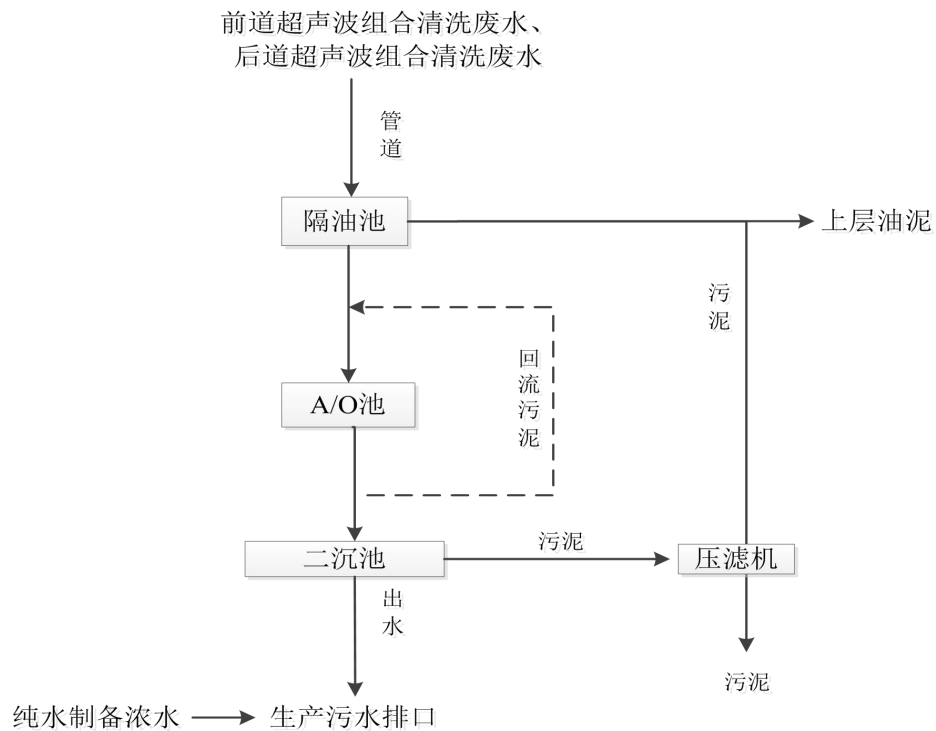 前道超声波组合清洗废水、
后道超声波组合清洗废水
管道
隔油池
上层油泥
污泥
回流污泥
A/O池
二沉池
污泥
压滤机
出水
污泥
纯水制备浓水
生产污水排口